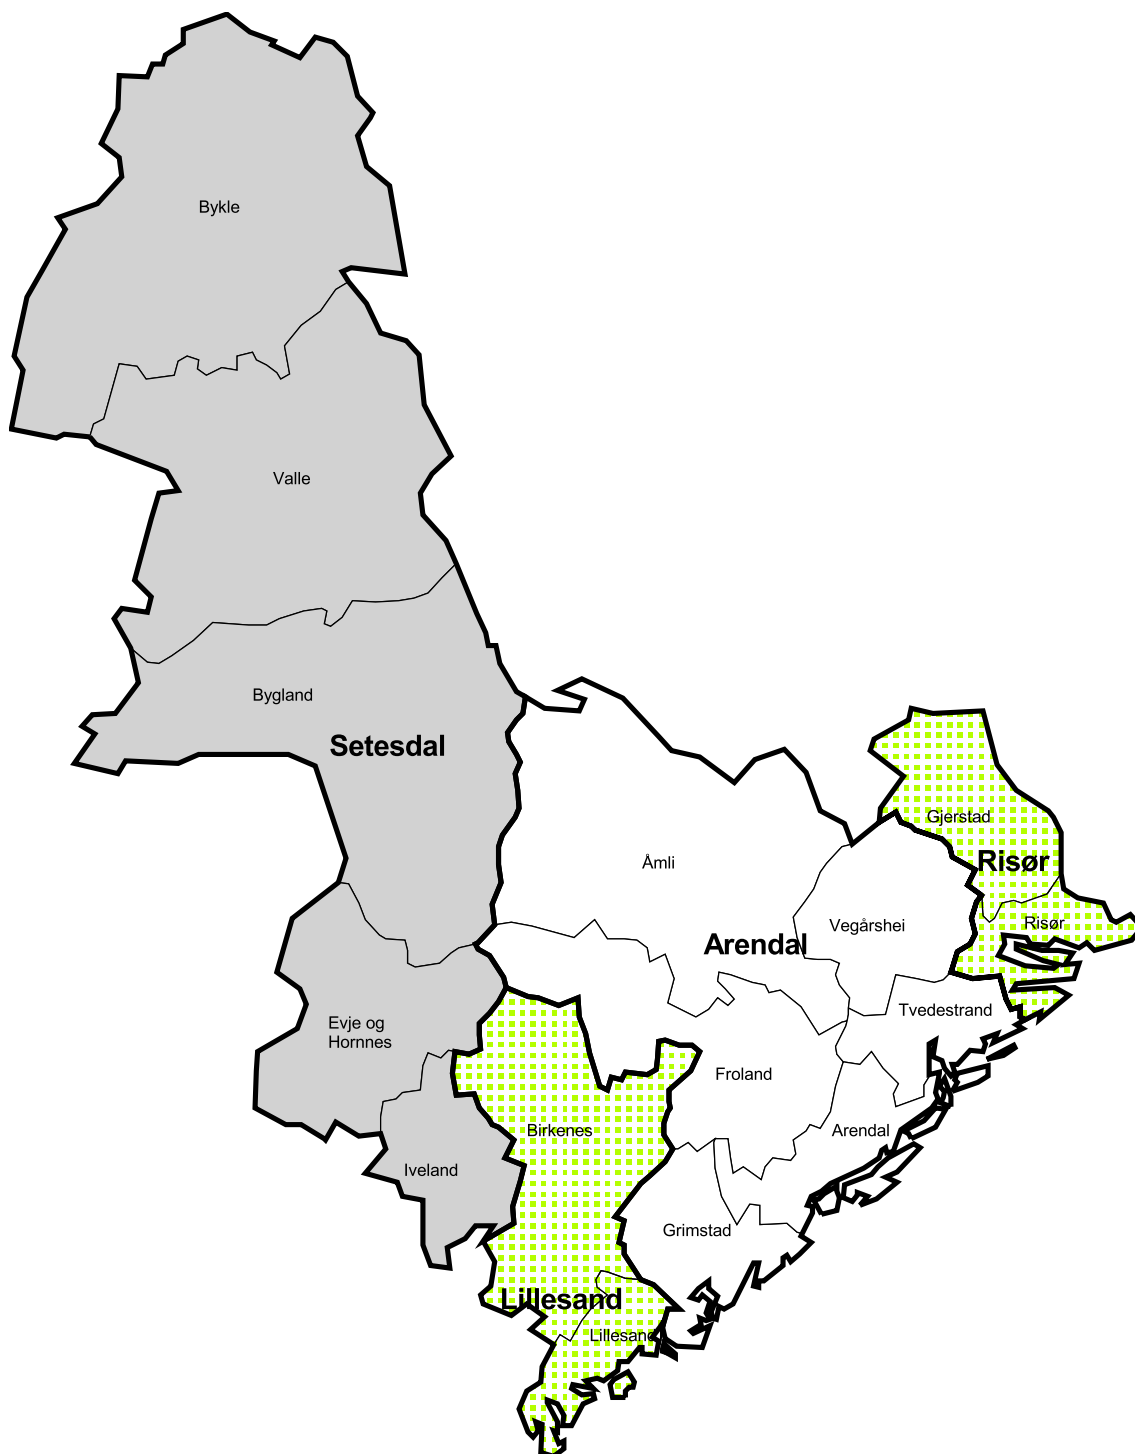 Bykle
Valle
Bygland
Setesdal
Gjerstad
Åmli
Risør
Vegårshei
Risør
Arendal
Tvedestrand
Evje og
Hornnes
Froland
Birkenes
Arendal
Iveland
Grimstad
Lillesand
Lillesand